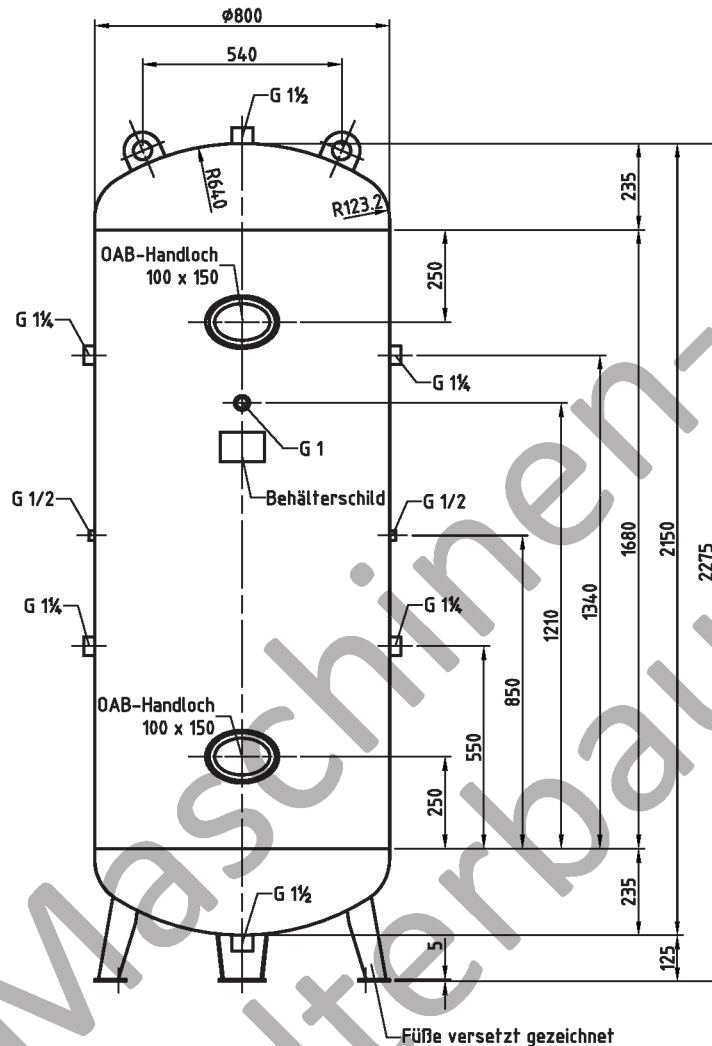 ø800
540
G 1½
R640
R123.2
235
OAB-Handloch
100 x 150
250
G 1¼
G 1¼
G 1
Behälterschild
G 1/2
G 1/2
1680
2150
2275
1340
1210
G 1¼
G 1¼
850
550
OAB-Handloch
100 x 150
250
G 1½
235
5
125
Füße versetzt gezeichnet
Maschinen-
lterbau